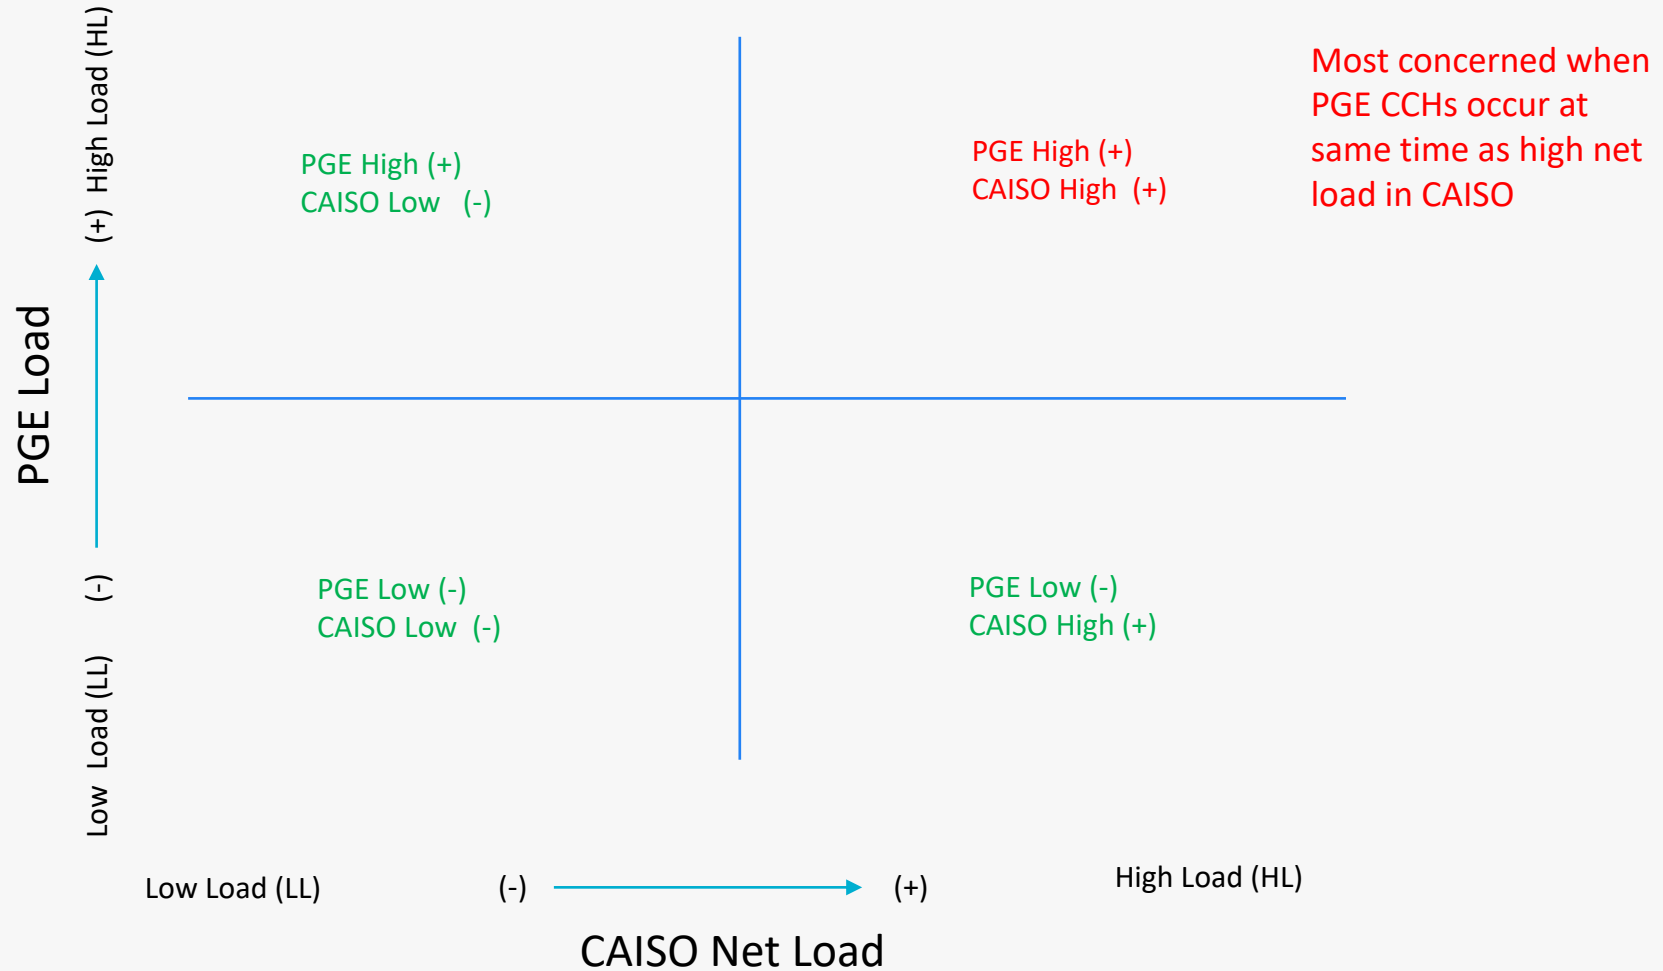 Most concerned when
PGE CCHs occur at
same time as high net
load in CAISO
PGE High (+)
CAISO Low (-)
PGE High (+)
CAISO High (+)
(+) High Load (HL)
PGE Load
(-)
Low Load (LL)
PGE Low (-)
CAISO Low (-)
PGE Low (-)
CAISO High (+)
Low Load (LL)
(-)
(+)
High Load (HL)
CAISO Net Load